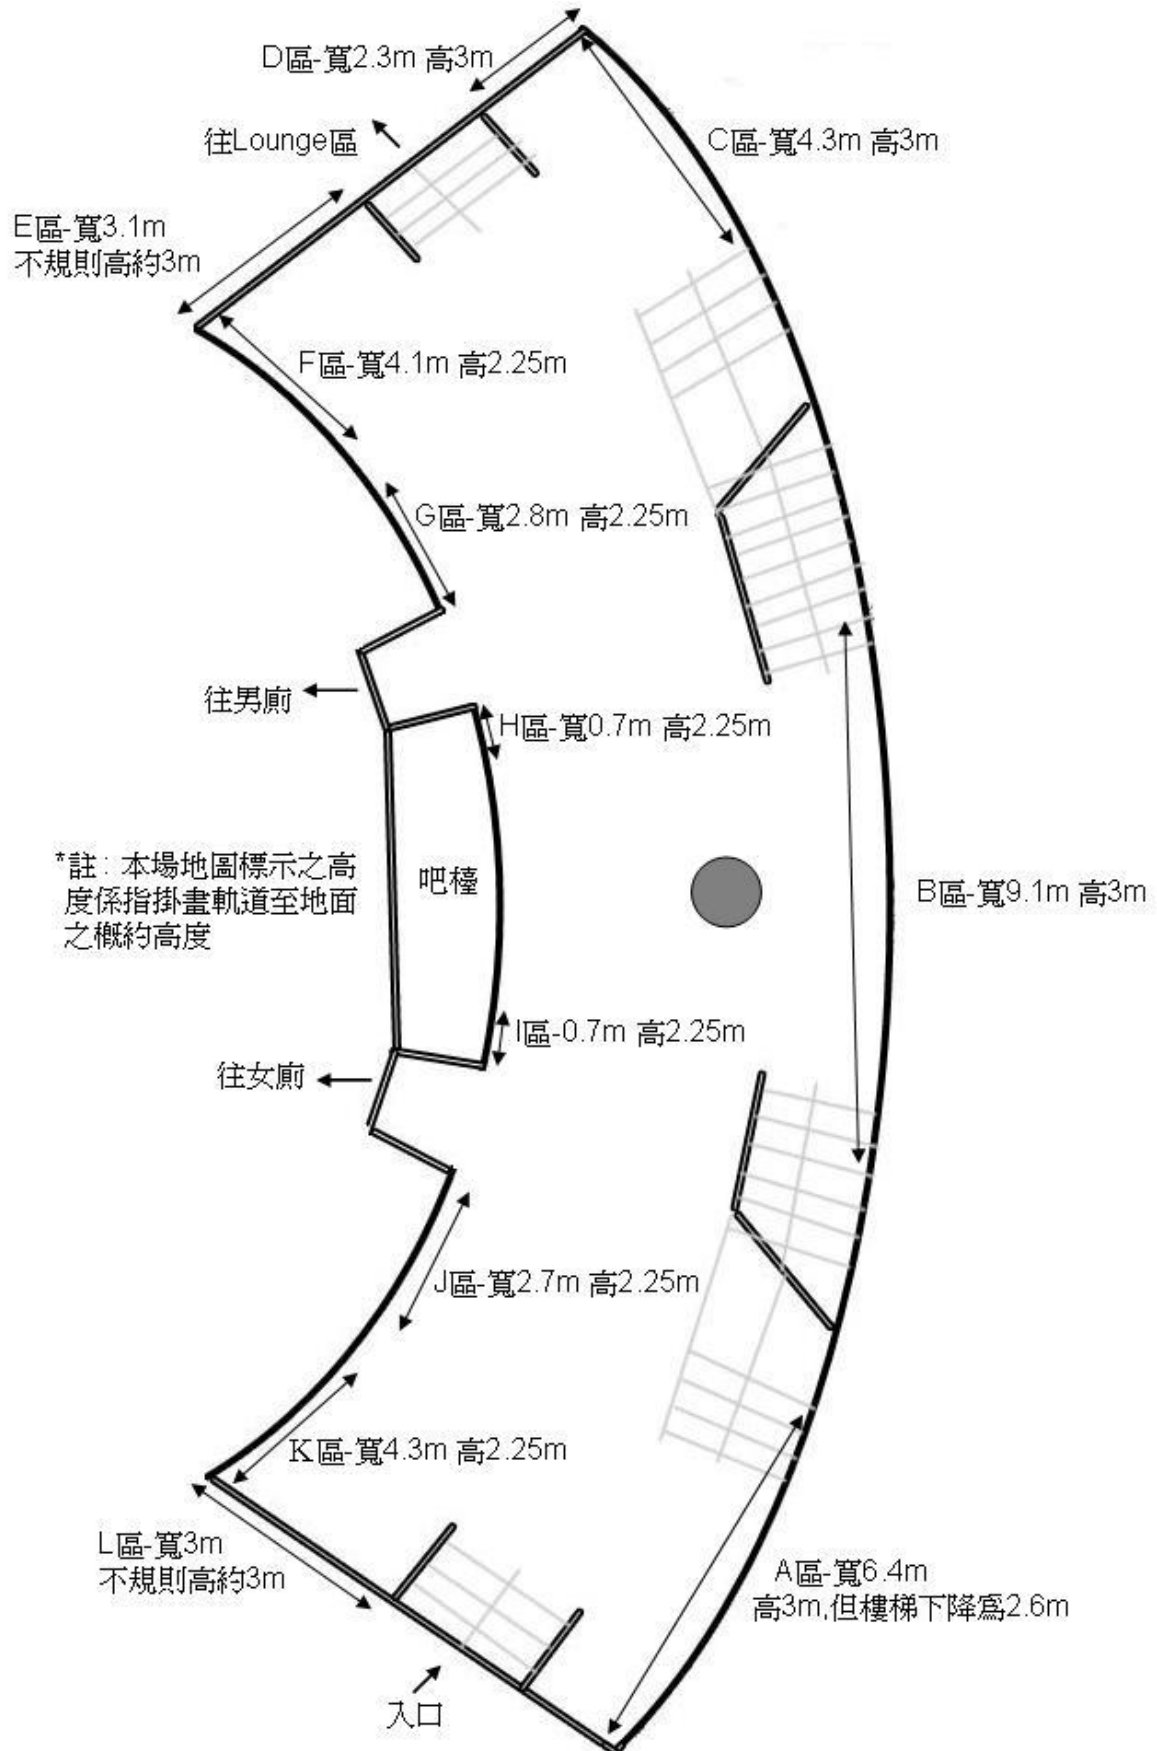 D區-寬2.3m 高3m
往Lounge區
C區-寬4.3m 高3m
E區-寬3.1m
不規則高約3m
F區-寬4.1m 高2.25m
G區-寬2.8m 高2.25m
往男廁
H區-寬0.7m 高2.25m
*註：本場地圖標示之高
度係指掛畫軌道至地面
之概約高度
吧檯
B區-寬9.1m 高3m
I區-0.7m 高2.25m
往女廁
J區-寬2.7m 高2.25m
K區-寬4.3m 高2.25m
L區-寬3m
不規則高約3m
A區-寬6.4m
高3m,但樓梯下降爲2.6m
入口